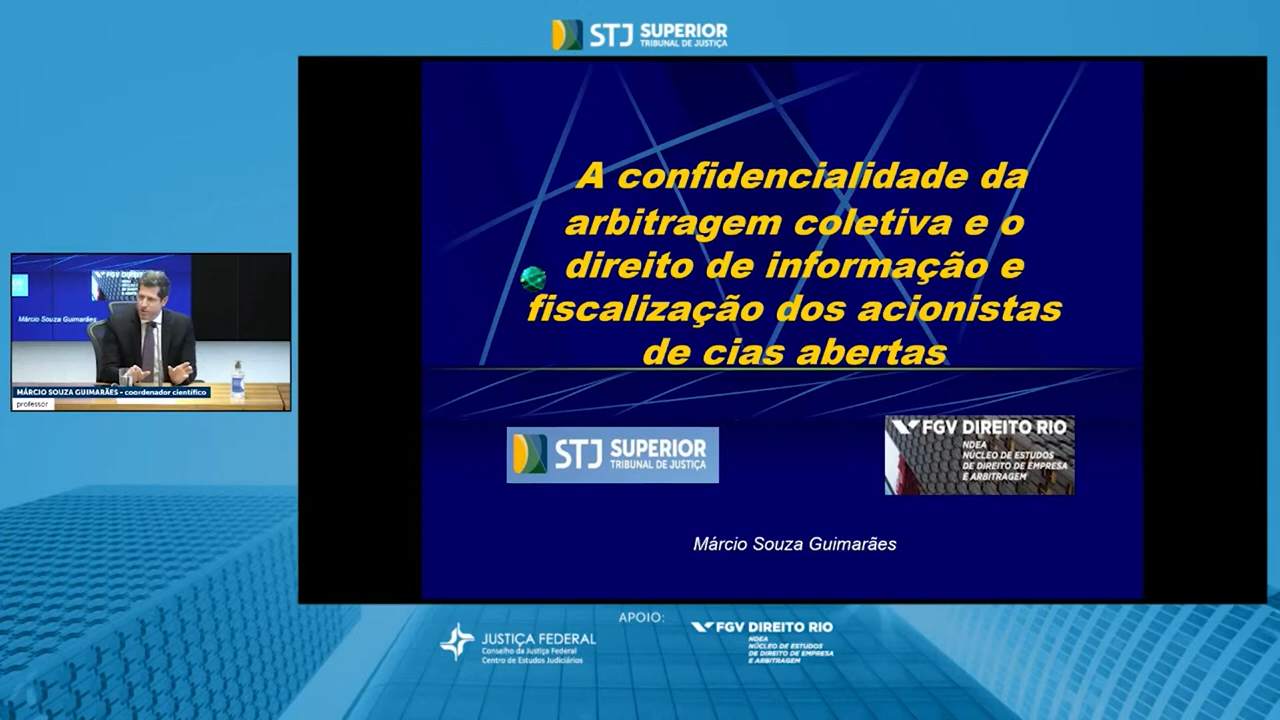 STJ SUPERIOR
TRIBUNAL DE JUSTIÇA
A confidencialidade da
arbitragem coletiva e o
direito de informação e
fiscalização dos acionistas
de cias abertas
STJ SUPERIOR
TRIBUNAL DE JUSTIÇA
FGV DIREITO RIO
NDEA
NÚCLEO DE ESTUDOS
DE DIREITO DE EMPRESA
E ARBITRAGEM
Márcio Souza Guimarães
Márcio Souza Guimarães
MÁRCIO SOUZA GUIMARÃES - coordenador científico
professor
APOIO:
JUSTIÇA FEDERAL
Conselho da Justiça Federal
Centro de Estudos Judiciários
FGV DIREITO RIO
NDEA
NÚCLEO DE ESTUDOS
DE DIREITO DE EMPRESA
E ARBITRAGEM